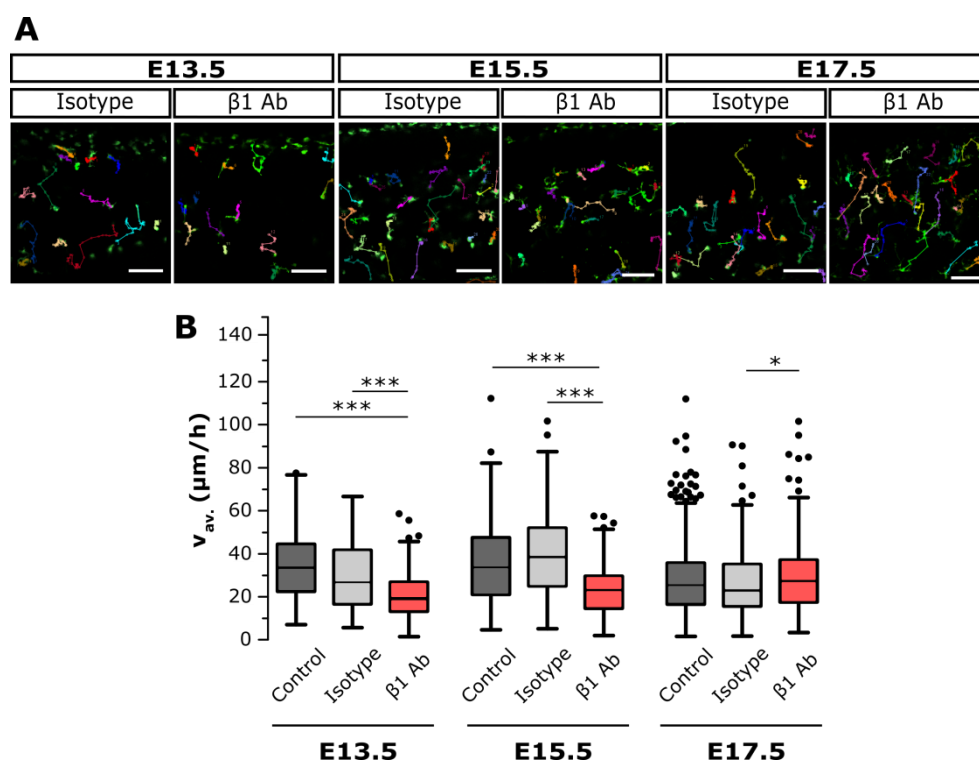 A
E13.5 E15.5 E17.5
Isotype β1 Ab Isotype β1 Ab Isotype β1 Ab
B
140
120
100
80
60
40
20
0
v_av. (µm/h)
*** *** *** *** *
Control Isotype β1 Ab Control Isotype β1 Ab Control Isotype β1 Ab
E13.5 E15.5 E17.5